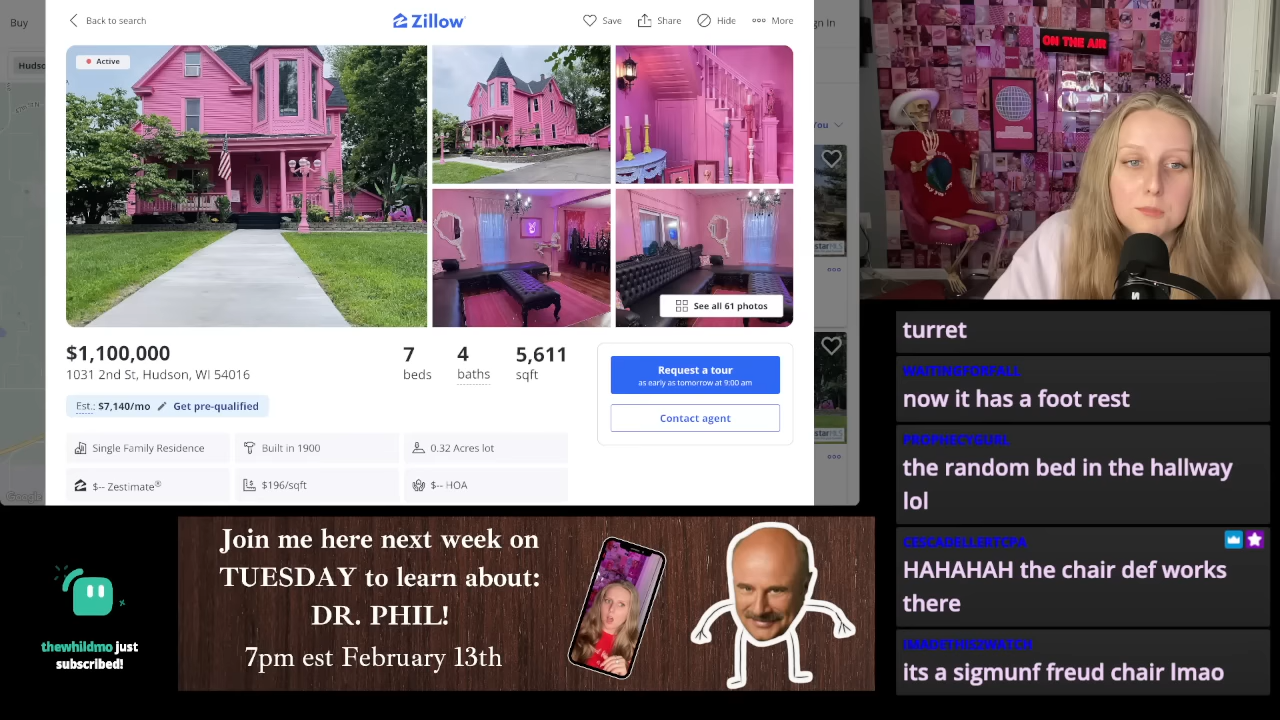 Buy
Back to search
Zillow
Save
Share
Hide
More
Active
See all 61 photos
$1,100,000
1031 2nd St, Hudson, WI 54016
7
beds
4
baths
5,611
sqft
Est.: $7,140/mo
Get pre-qualified
Request a tour
as early as tomorrow at 9:00 am
Contact agent
Single Family Residence
Built in 1900
0.32 Acres lot
$-- Zestimate®
$196/sqft
$-- HOA
ON THE AIR
turret
WAITINGFORFALL
now it has a foot rest
PROPHECYGURL
the random bed in the hallway
lol
CESCAGELLERTCPA
HAHAHAH the chair def works
there
IMAGETHIS2WATCH
its a sigmunf freud chair lmao
thewhildmo just
subscribed!
Join me here next week on
TUESDAY to learn about:
DR. PHIL!
7pm est February 13th